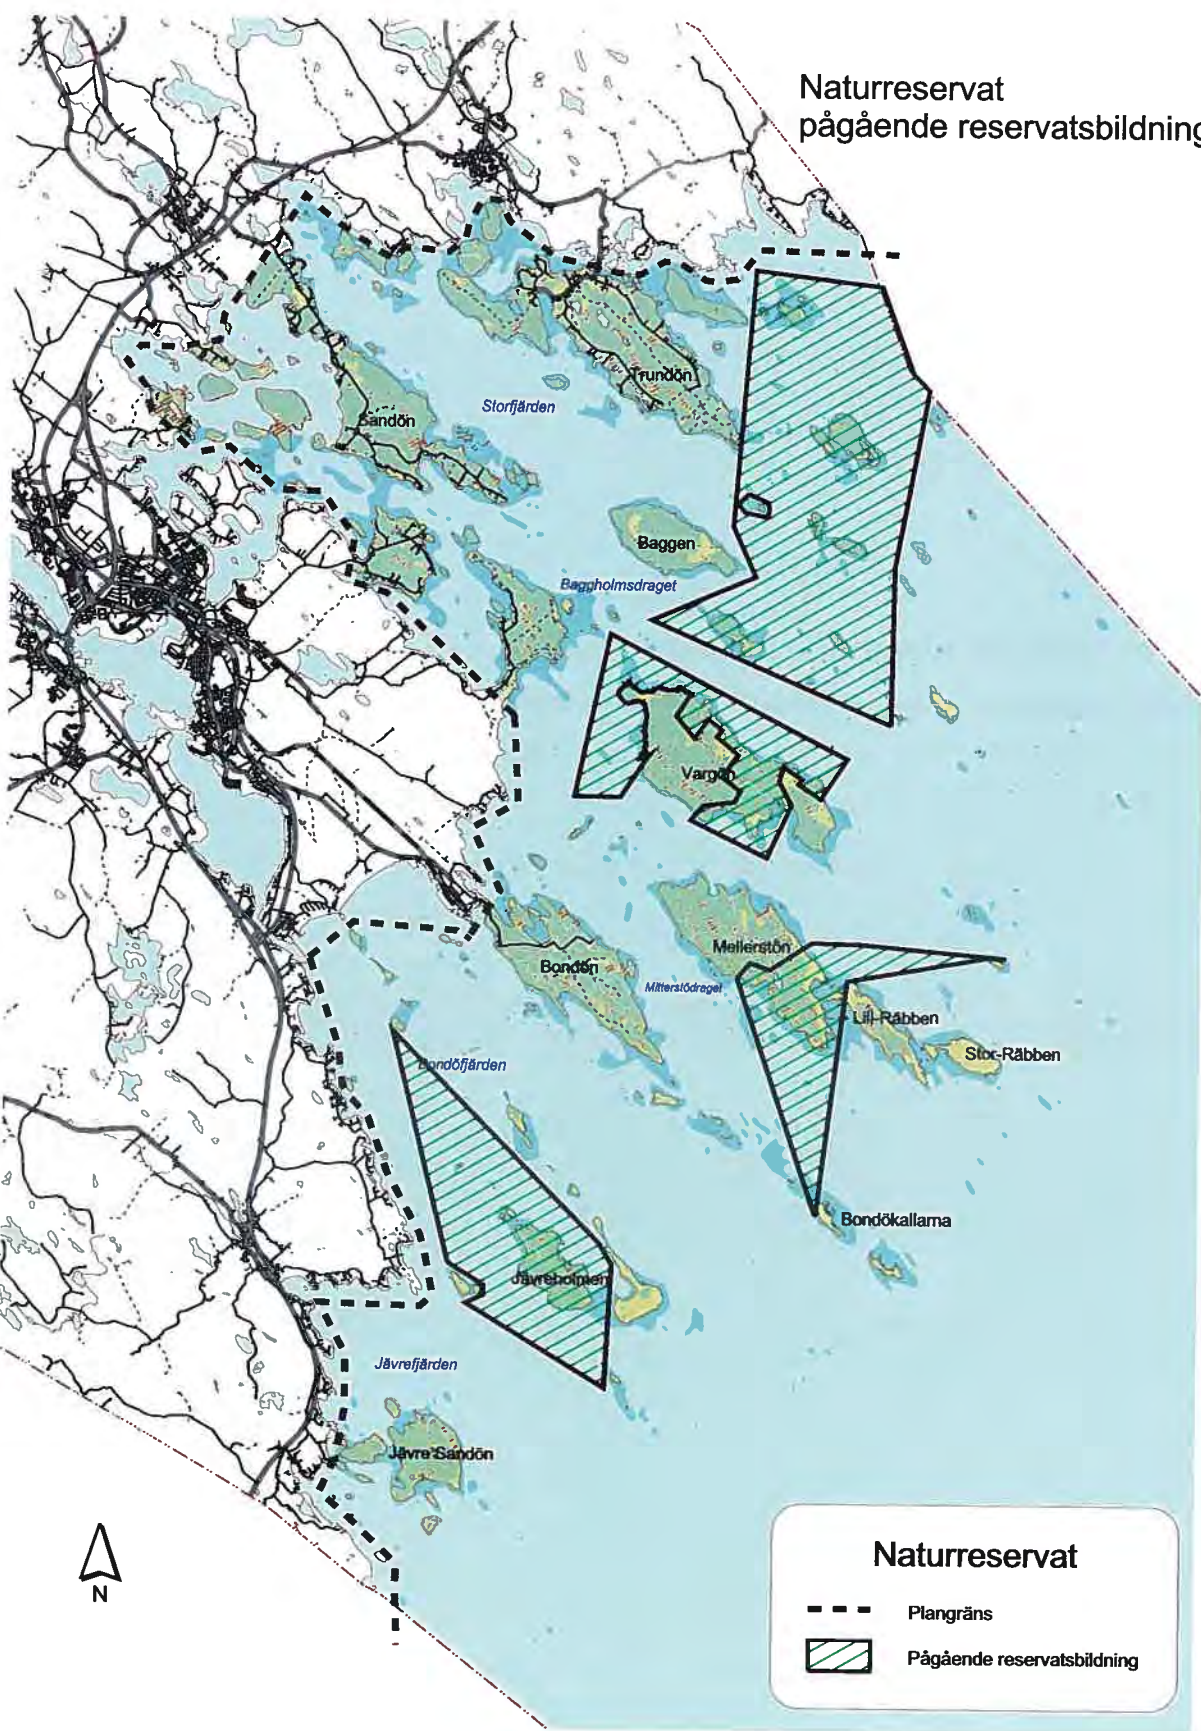 Naturreservat
pågående reservatsbildning
Trundön
Storfjärden
Sandön
Baggen
Baggholmsdraget
Vargön
Mellerstön
Bondön
Mitterstödraget
Lill-Räbben
Stor-Räbben
Bondöfjärden
Bondökallarna
Jävreholmen
Jävrefjärden
Jävre Sandön
N
Naturreservat
Plangräns
Pågående reservatsbildning